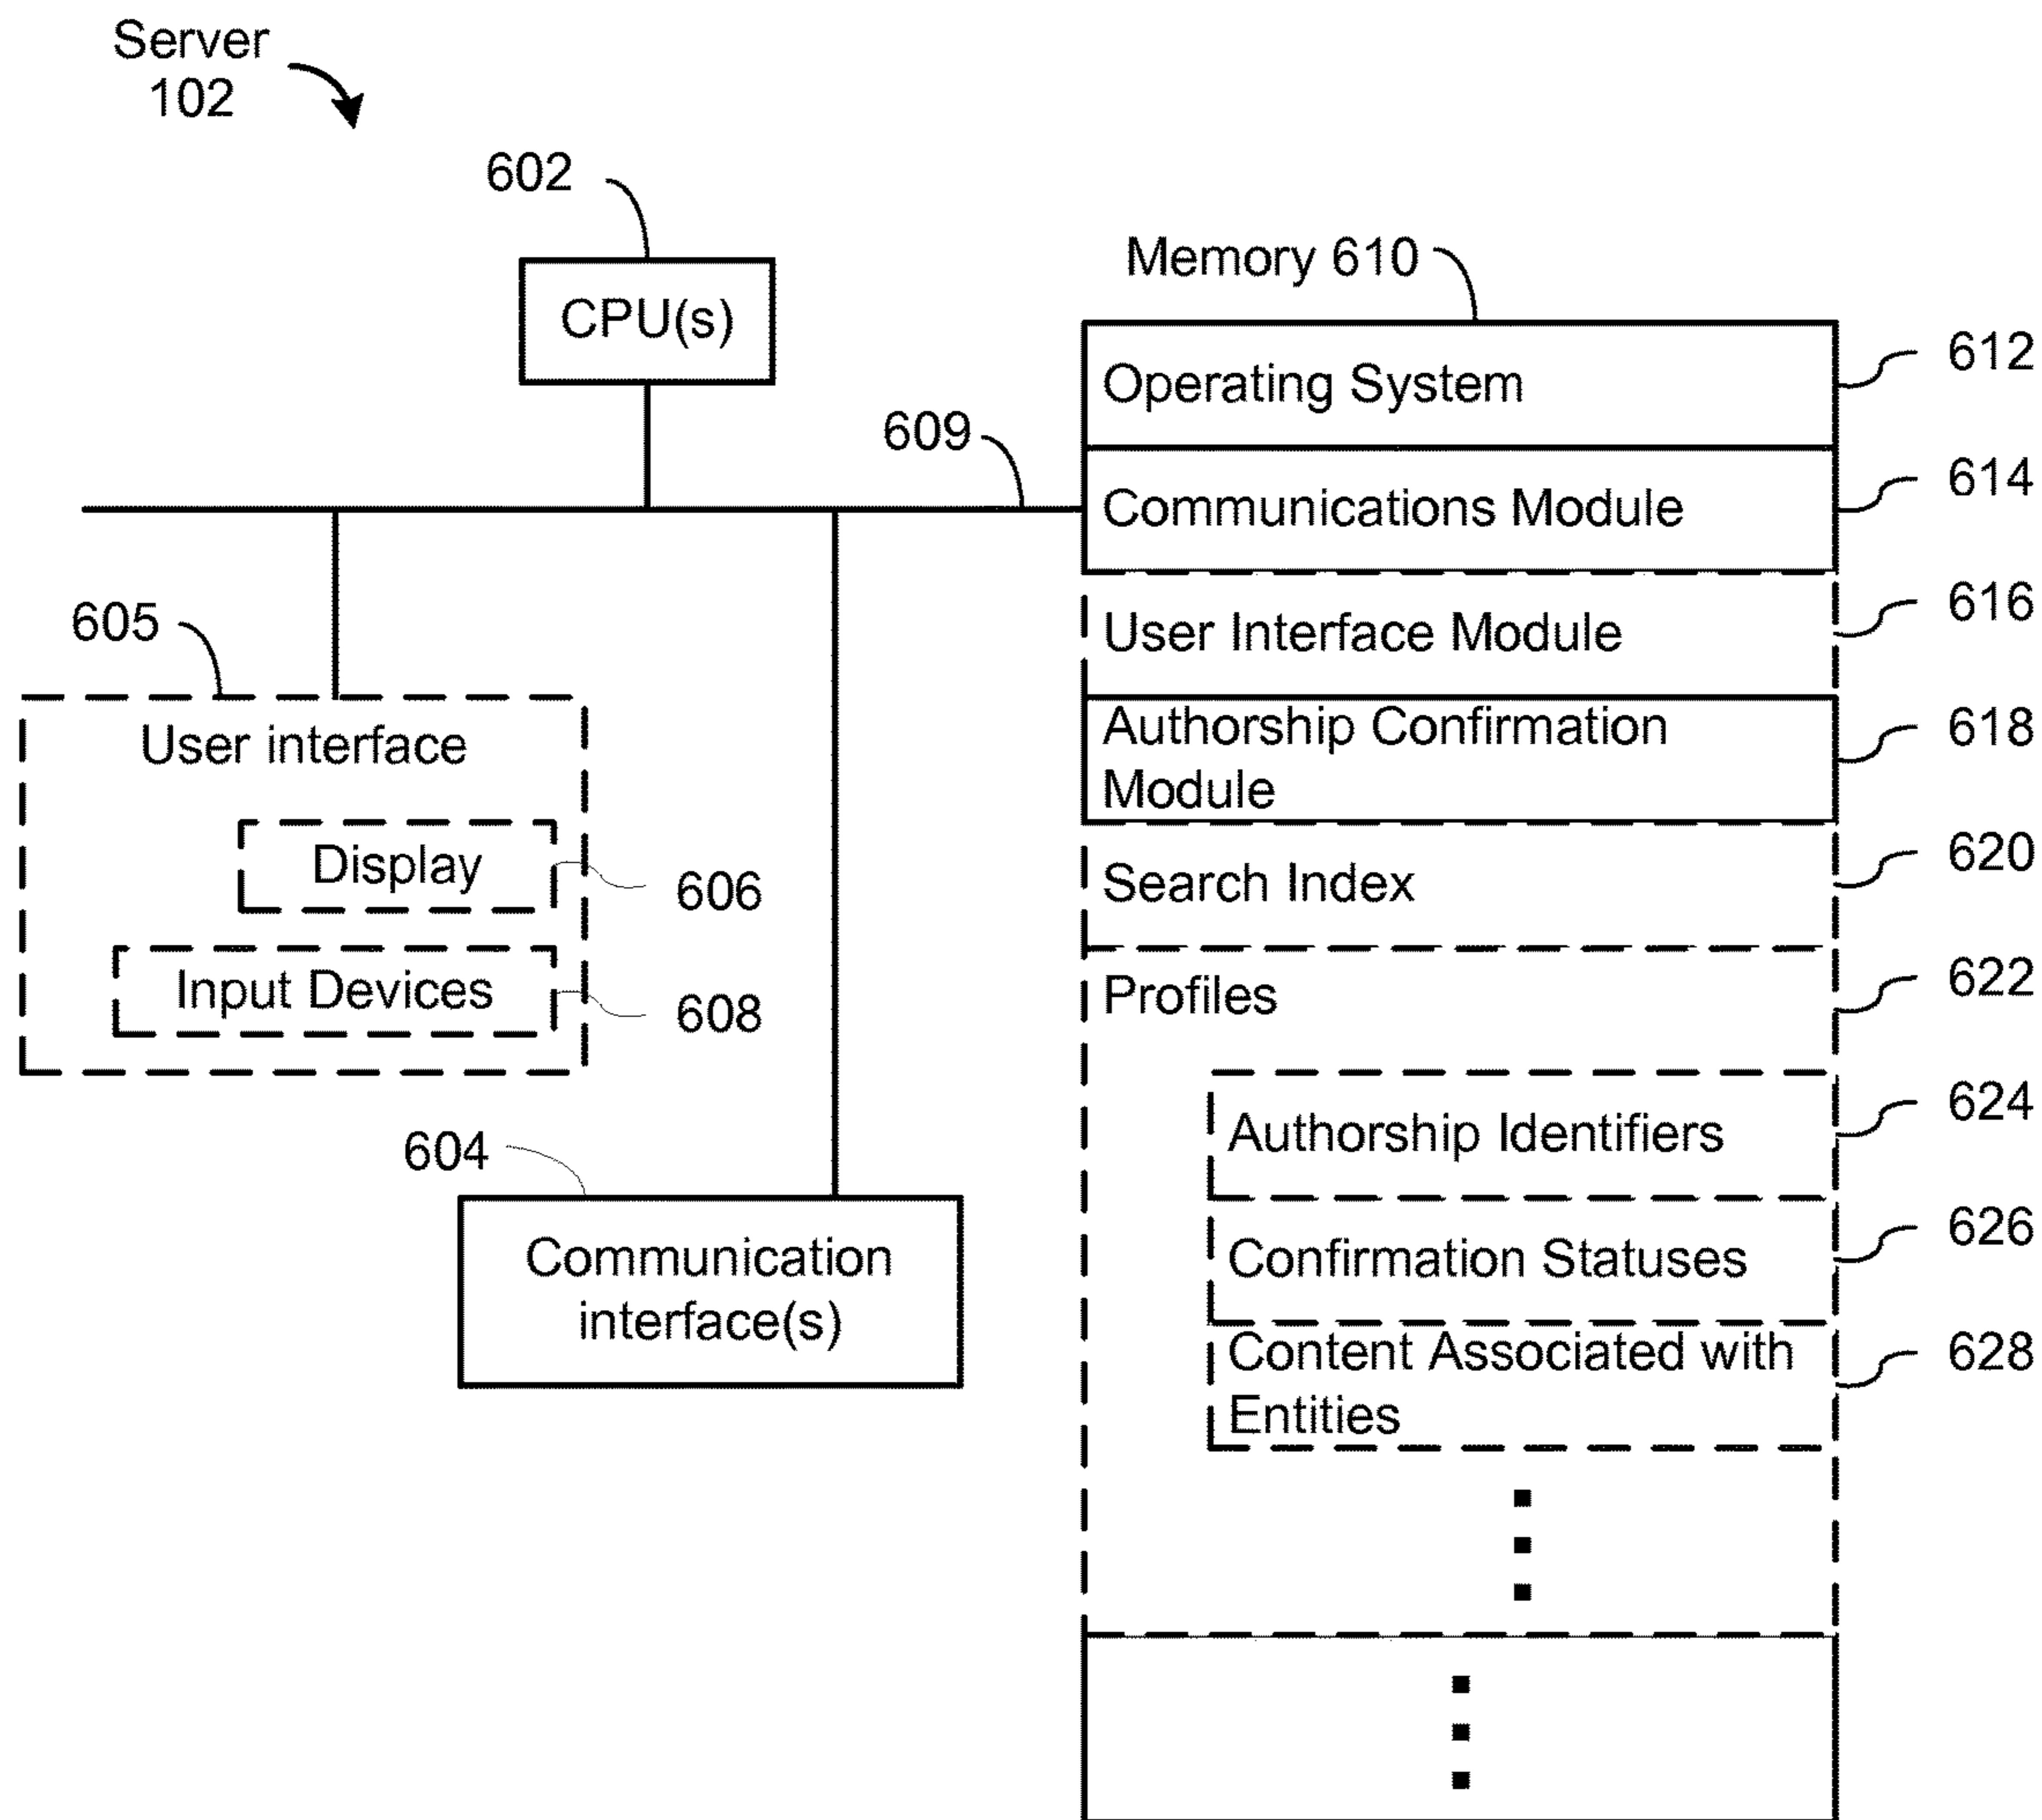 Server
102
602
CPU(s)
609
Memory 610
Operating System
612
Communications Module
614
User Interface Module
616
Authorship Confirmation
Module
618
Search Index
620
Profiles
622
Authorship Identifiers
624
Confirmation Statuses
626
Content Associated with
Entities
628
605
User interface
Display
606
Input Devices
608
604
Communication
interface(s)